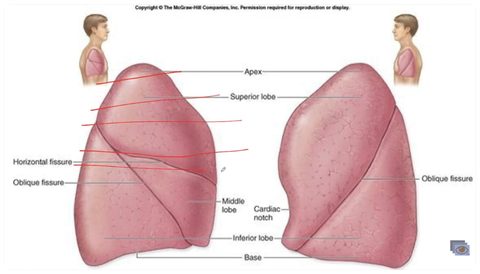 Copyright © The McGraw-Hill Companies, Inc. Permission required for reproduction or display.
Apex
Superior lobe
Horizontal fissure
Oblique fissure
Oblique fissure
Middle
lobe
Cardiac
notch
Inferior lobe
Base